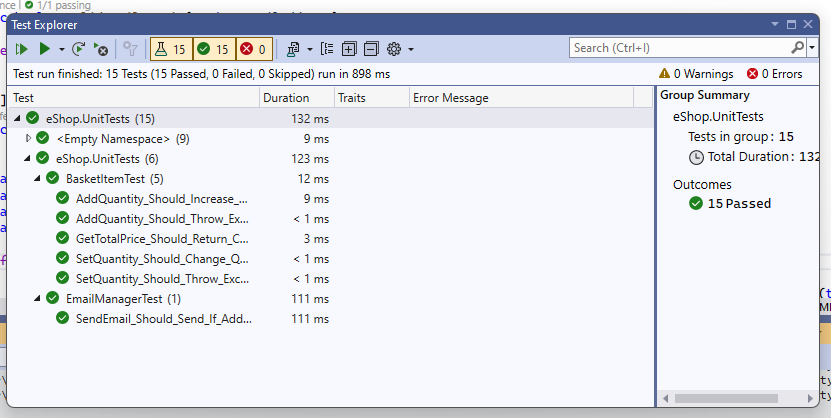 nce | 1/1 passing
Test Explorer
15 15 0
Search (Ctrl+I)
Test run finished: 15 Tests (15 Passed, 0 Failed, 0 Skipped) run in 898 ms
0 Warnings 0 Errors
Test Duration Traits Error Message
Group Summary
eShop.UnitTests (15) 132 ms
eShop.UnitTests
<Empty Namespace> (9) 9 ms
Tests in group: 15
eShop.UnitTests (6) 123 ms
Total Duration: 132
BasketItemTest (5) 12 ms
Outcomes
AddQuantity_Should_Increase_... 9 ms
15 Passed
AddQuantity_Should_Throw_Ex... < 1 ms
GetTotalPrice_Should_Return_C... 3 ms
SetQuantity_Should_Change_Q... < 1 ms
SetQuantity_Should_Throw_Exc... < 1 ms
EmailManagerTest (1) 111 ms
SendEmail_Should_Send_If_Add... 111 ms